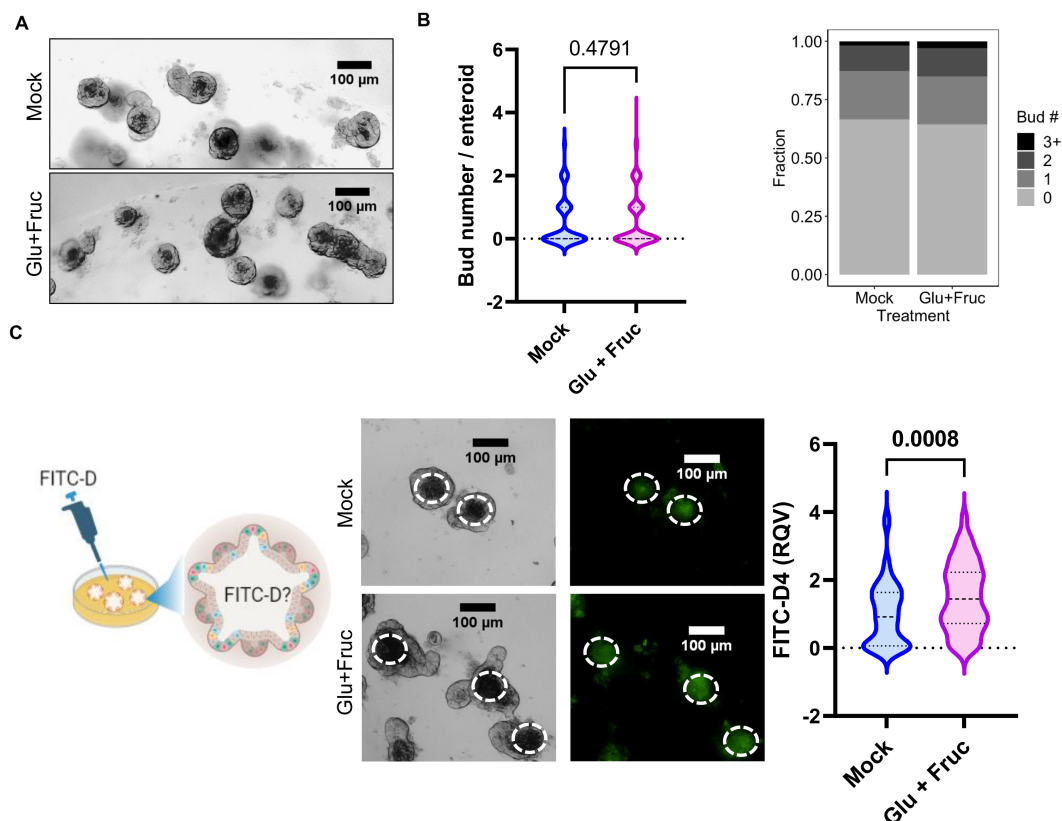 A
Mock
100 µm
Glu+Fruc
100 µm
B
Bud number / enteroid
6
4
2
0
-2
0.4791
Mock
Glu + Fruc
Fraction
1.00
0.75
0.50
0.25
0.00
Mock
Glu+Fruc
Treatment
Bud #
3+
2
1
0
C
FITC-D
FITC-D?
Mock
100 µm
100 µm
Glu+Fruc
100 µm
100 µm
FITC-D4 (RQV)
6
4
2
0
-2
0.0008
Mock
Glu + Fruc